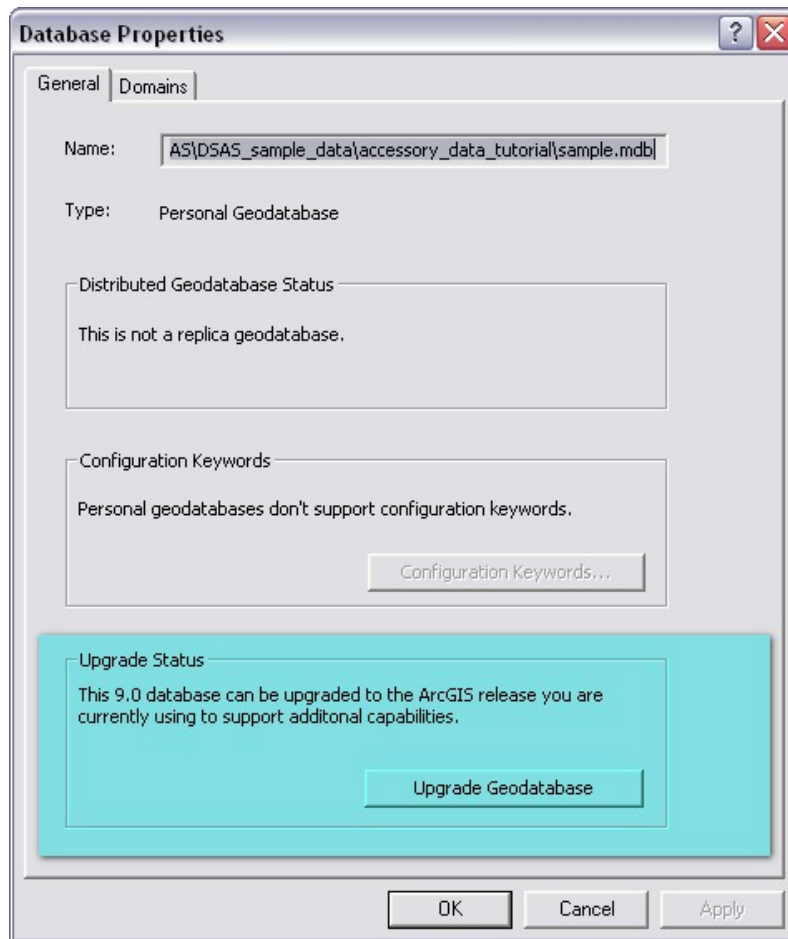 Database Properties
General
Domains
Name:
AS\DSAS_sample_data\accessory_data_tutorial\sample.mdb
Type:
Personal Geodatabase
Distributed Geodatabase Status
This is not a replica geodatabase.
Configuration Keywords
Personal geodatabases don't support configuration keywords.
Configuration Keywords...
Upgrade Status
This 9.0 database can be upgraded to the ArcGIS release you are
currently using to support additonal capabilities.
Upgrade Geodatabase
OK
Cancel
Apply